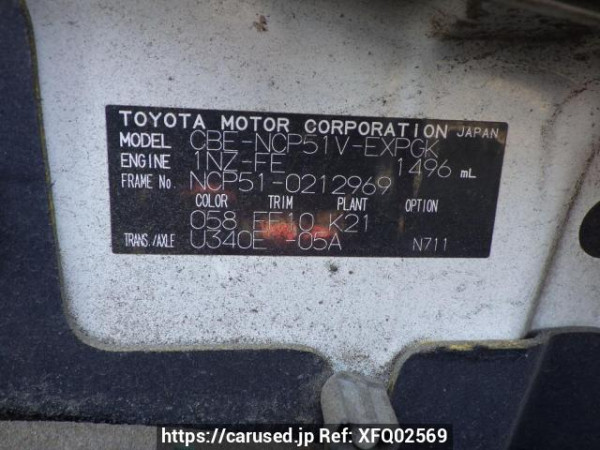 TOYOTA MOTOR CORPORATION JAPAN
MODEL CBE-NCP51V-EXPGK
ENGINE 1NZ-FE 1496 mL
FRAME No. NCP51-0212969
COLOR TRIM PLANT OPTION
058 FF10 K21
TRANS./AXLE U340E -05A N711
https://carused.jp Ref: XFQ02569